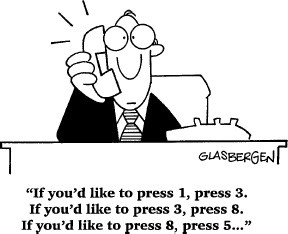 GLASBERGEN
“If you’d like to press 1, press 3.
If you’d like to press 3, press 8.
If you’d like to press 8, press 5...”